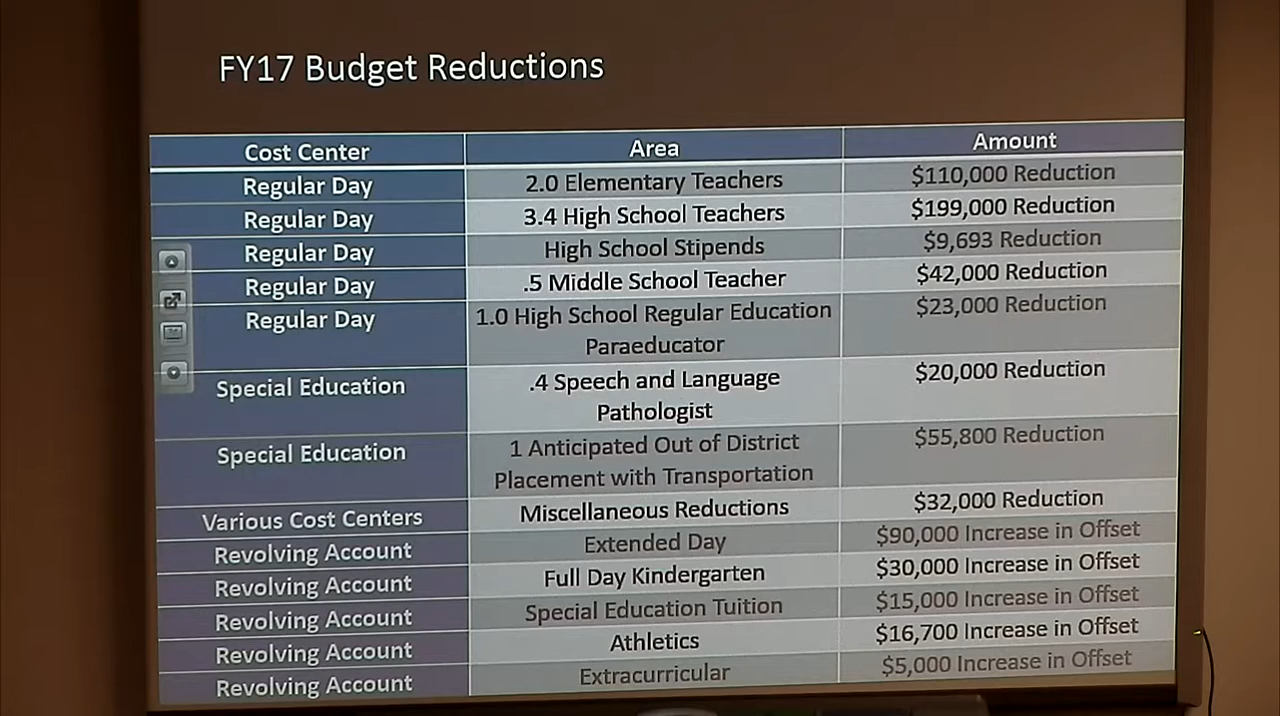 FY17 Budget Reductions
Cost Center Area Amount
Regular Day 2.0 Elementary Teachers $110,000 Reduction
Regular Day 3.4 High School Teachers $199,000 Reduction
Regular Day High School Stipends $9,693 Reduction
Regular Day .5 Middle School Teacher $42,000 Reduction
Regular Day 1.0 High School Regular Education $23,000 Reduction
Paraeducator
Special Education .4 Speech and Language $20,000 Reduction
Pathologist
Special Education 1 Anticipated Out of District $55,800 Reduction
Placement with Transportation
Various Cost Centers Miscellaneous Reductions $32,000 Reduction
Revolving Account Extended Day $90,000 Increase in Offset
Revolving Account Full Day Kindergarten $30,000 Increase in Offset
Revolving Account Special Education Tuition $15,000 Increase in Offset
Revolving Account Athletics $16,700 Increase in Offset
Revolving Account Extracurricular $5,000 Increase in Offset